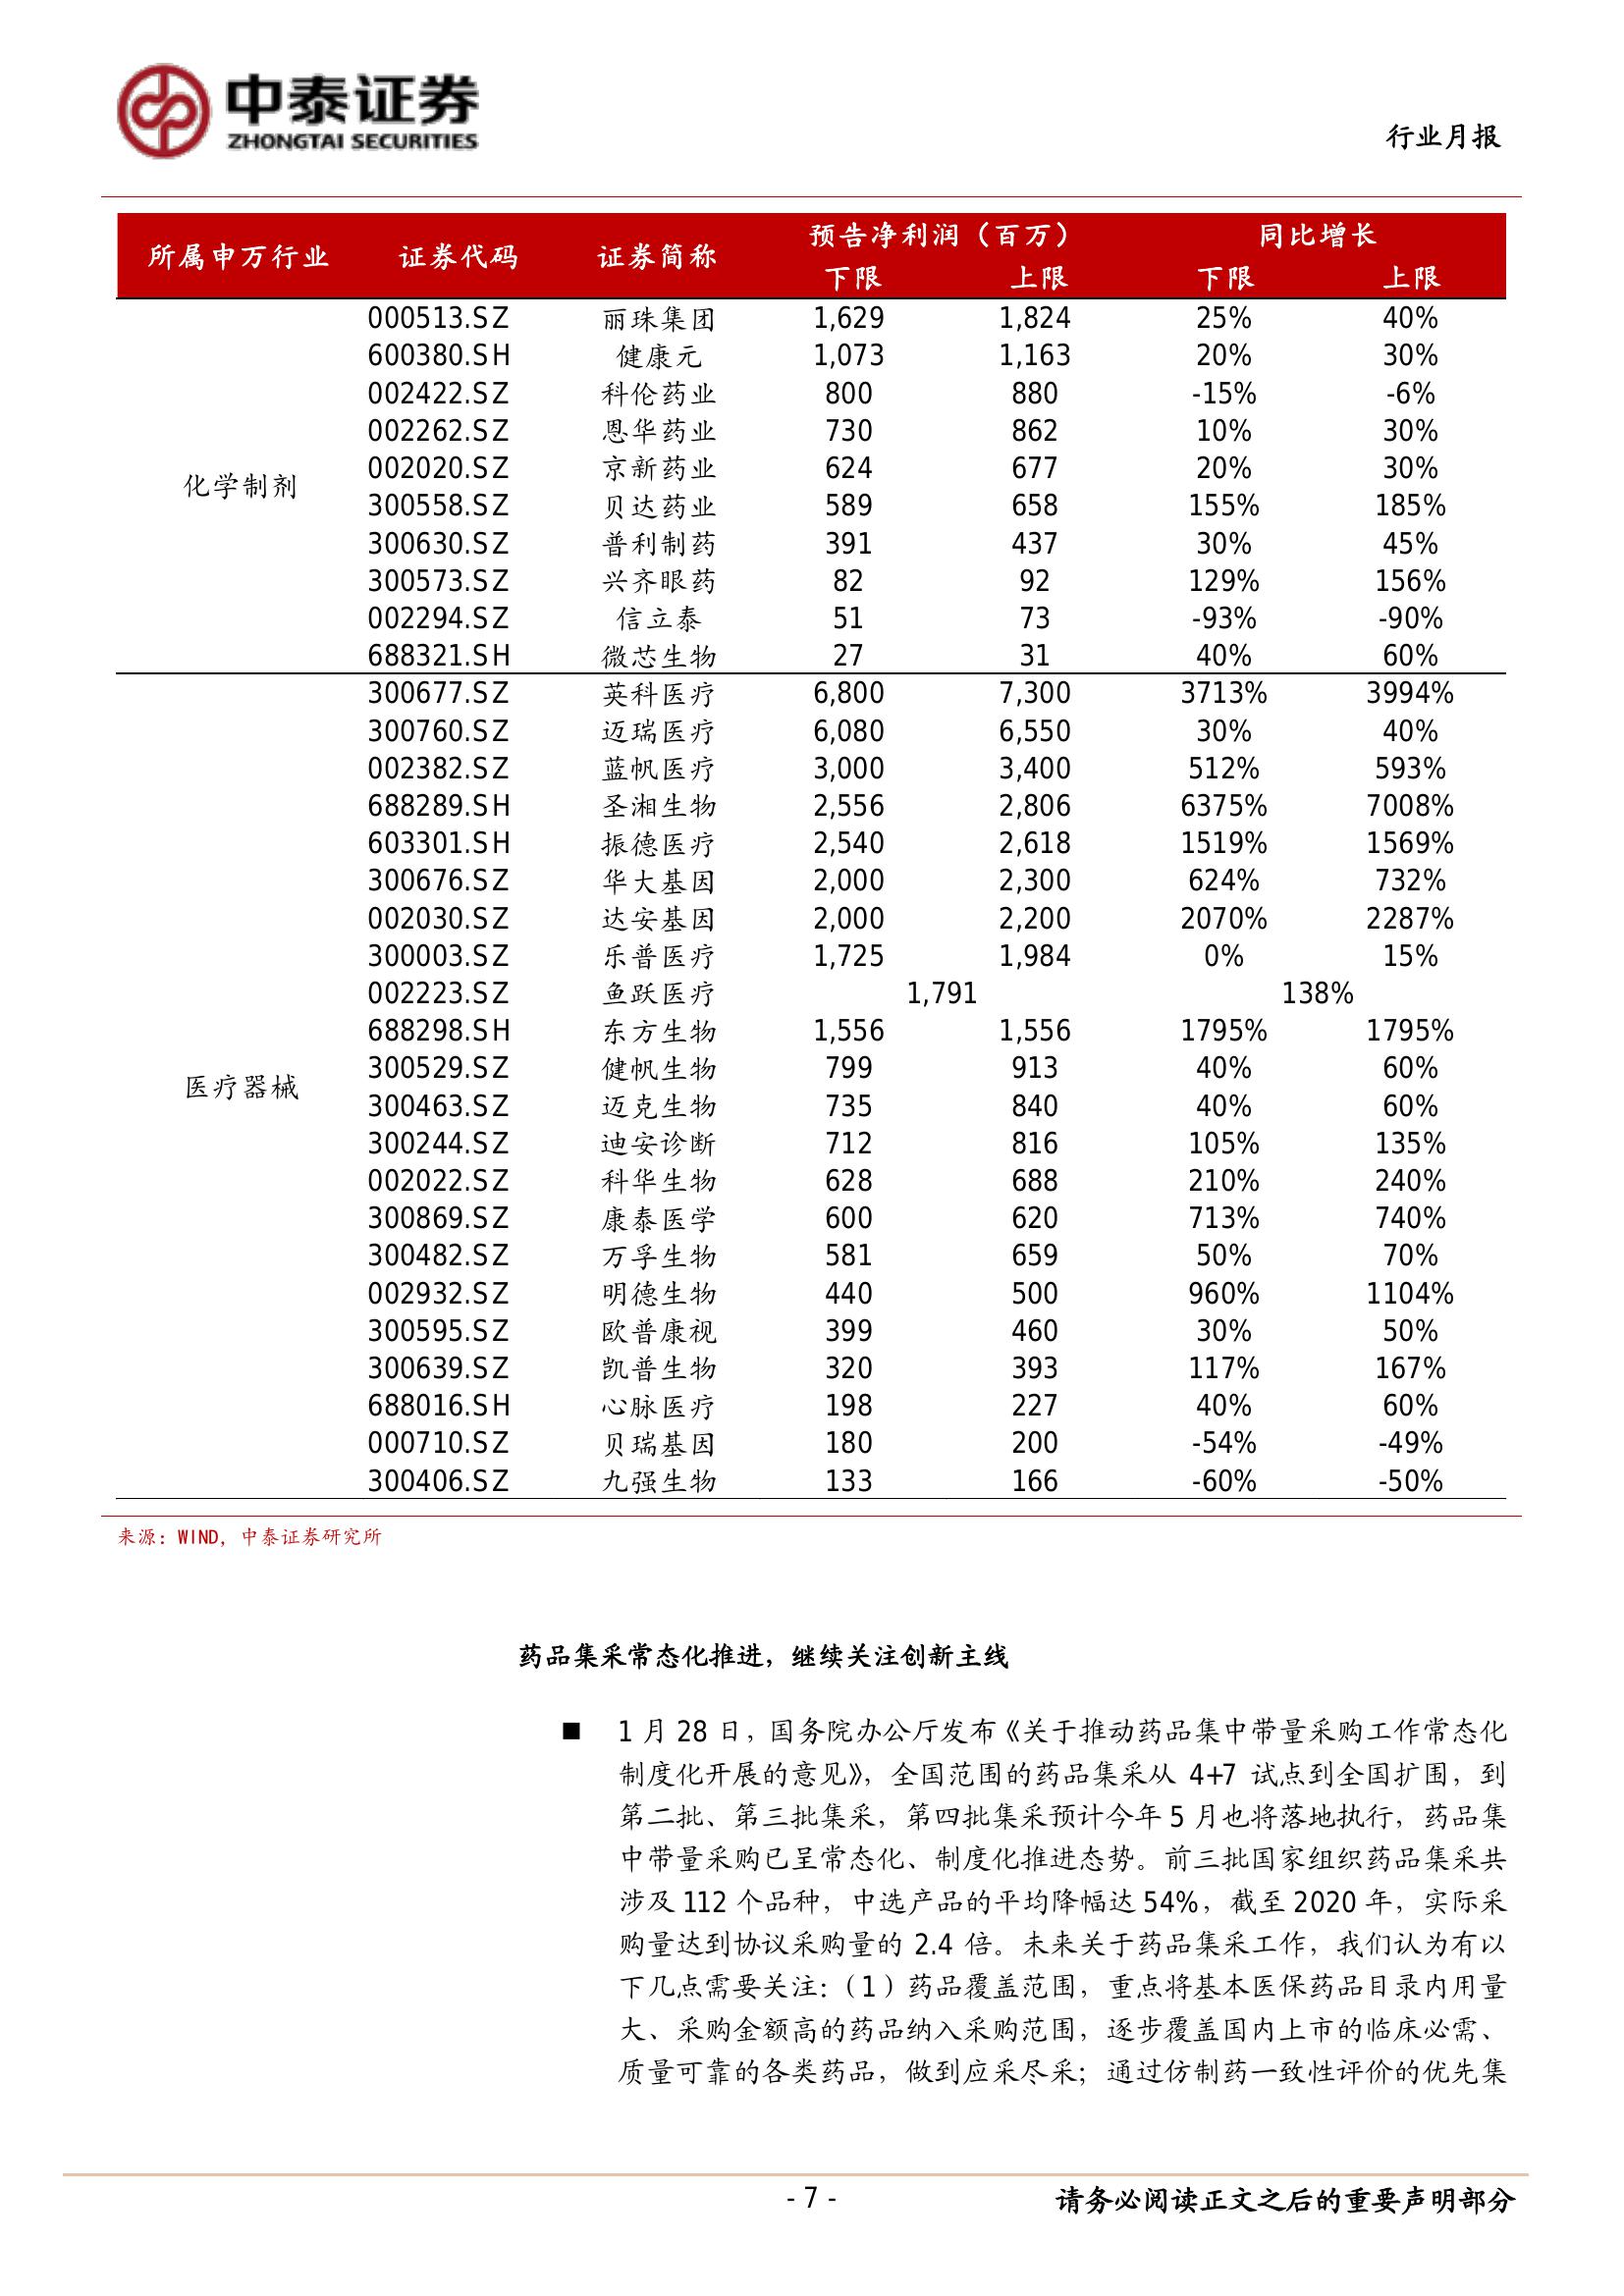 中泰证券
ZHONGTAI SECURITIES
行业月报
所属申万行业 证券代码 证券简称 预告净利润（百万） 同比增长
下限 上限 下限 上限
化学制剂
000513.SZ 丽珠集团 1,629 1,824 25% 40%
600380.SH 健康元 1,073 1,163 20% 30%
002422.SZ 科伦药业 800 880 -15% -6%
002262.SZ 恩华药业 730 862 10% 30%
002020.SZ 京新药业 624 677 20% 30%
300558.SZ 贝达药业 589 658 155% 185%
300630.SZ 普利制药 391 437 30% 45%
300573.SZ 兴齐眼药 82 92 129% 156%
002294.SZ 信立泰 51 73 -93% -90%
688321.SH 微芯生物 27 31 40% 60%
医疗器械
300677.SZ 英科医疗 6,800 7,300 3713% 3994%
300760.SZ 迈瑞医疗 6,080 6,550 30% 40%
002382.SZ 蓝帆医疗 3,000 3,400 512% 593%
688289.SH 圣湘生物 2,556 2,806 6375% 7008%
603301.SH 振德医疗 2,540 2,618 1519% 1569%
300676.SZ 华大基因 2,000 2,300 624% 732%
002030.SZ 达安基因 2,000 2,200 2070% 2287%
300003.SZ 乐普医疗 1,725 1,984 0% 15%
002223.SZ 鱼跃医疗 1,791 138%
688298.SH 东方生物 1,556 1,556 1795% 1795%
300529.SZ 健帆生物 799 913 40% 60%
300463.SZ 迈克生物 735 840 40% 60%
300244.SZ 迪安诊断 712 816 105% 135%
002022.SZ 科华生物 628 688 210% 240%
300869.SZ 康泰医学 600 620 713% 740%
300482.SZ 万孚生物 581 659 50% 70%
002932.SZ 明德生物 440 500 960% 1104%
300595.SZ 欧普康视 399 460 30% 50%
300639.SZ 凯普生物 320 393 117% 167%
688016.SH 心脉医疗 198 227 40% 60%
000710.SZ 贝瑞基因 180 200 -54% -49%
300406.SZ 九强生物 133 166 -60% -50%
来源：WIND，中泰证券研究所
药品集采常态化推进，继续关注创新主线
■ 1 月 28 日，国务院办公厅发布《关于推动药品集中带量采购工作常态化
制度化开展的意见》，全国范围的药品集采从 4+7 试点到全国扩围，到
第二批、第三批集采，第四批集采预计今年 5 月也将落地执行，药品集
中带量采购已呈常态化、制度化推进态势。前三批国家组织药品集采共
涉及 112 个品种，中选产品的平均降幅达 54%，截至 2020 年，实际采
购量达到协议采购量的 2.4 倍。未来关于药品集采工作，我们认为有以
下几点需要关注：（1）药品覆盖范围，重点将基本医保药品目录内用量
大、采购金额高的药品纳入采购范围，逐步覆盖国内上市的临床必需、
质量可靠的各类药品，做到应采尽采；通过仿制药一致性评价的优先集
- 7 -
请务必阅读正文之后的重要声明部分